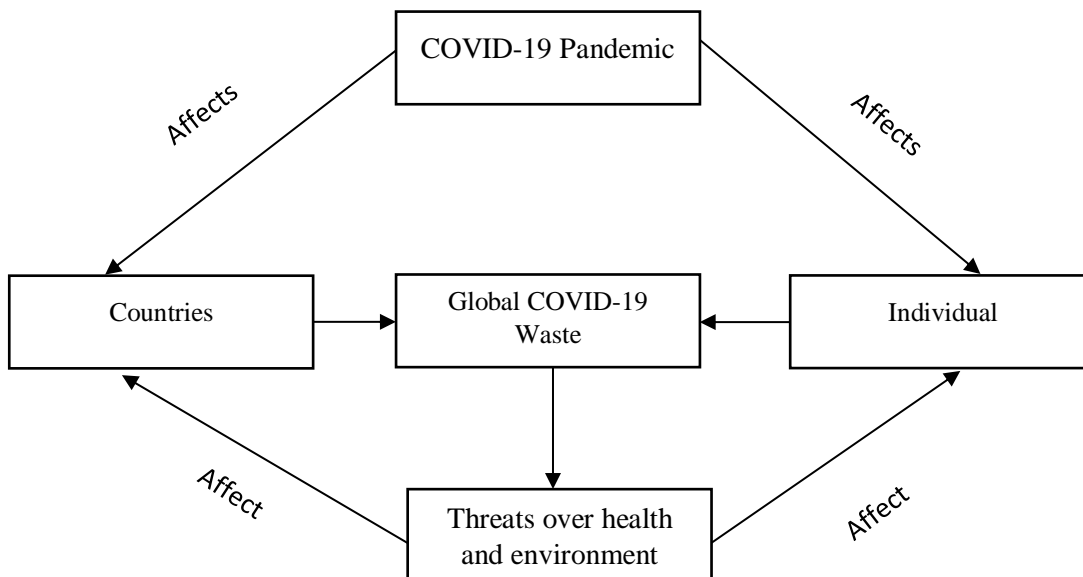 COVID-19 Pandemic
Affects
Affects
Countries
Global COVID-19
Waste
Individual
Affect
Threats over health
and environment
Affect